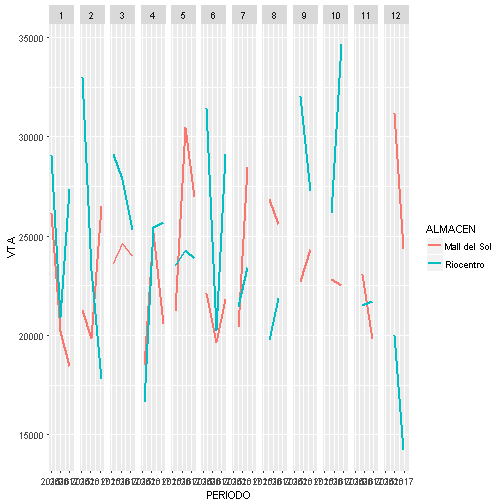 1 2 3 4 5 6 7 8 9 10 11 12
35000
30000
25000
20000
15000
VTA
PERIODO
ALMACEN
Mall del Sol
Riocentro